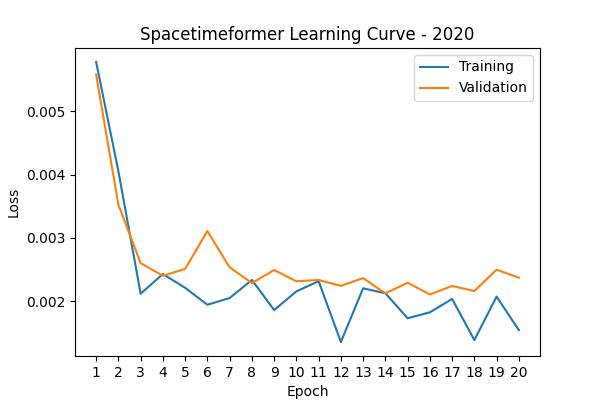 Spacetimeformer Learning Curve - 2020
Training
Validation
0.005
0.004
0.003
0.002
Loss
1 2 3 4 5 6 7 8 9 10 11 12 13 14 15 16 17 18 19 20
Epoch